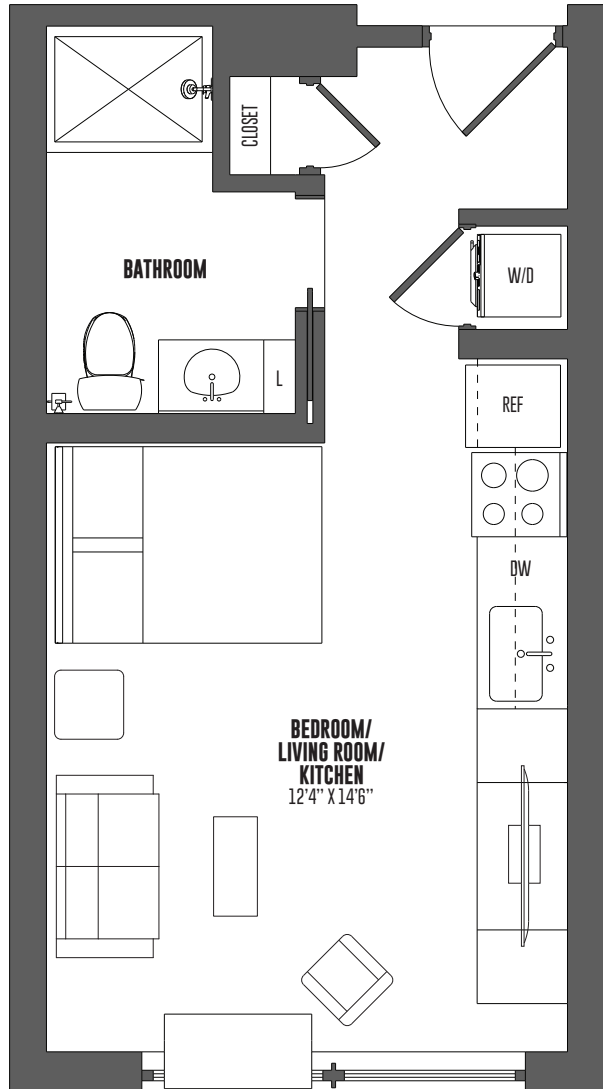 CLOSET
BATHROOM
W/D
L
REF
DW
BEDROOM/
LIVING ROOM/
KITCHEN
12'4" X 14'6"